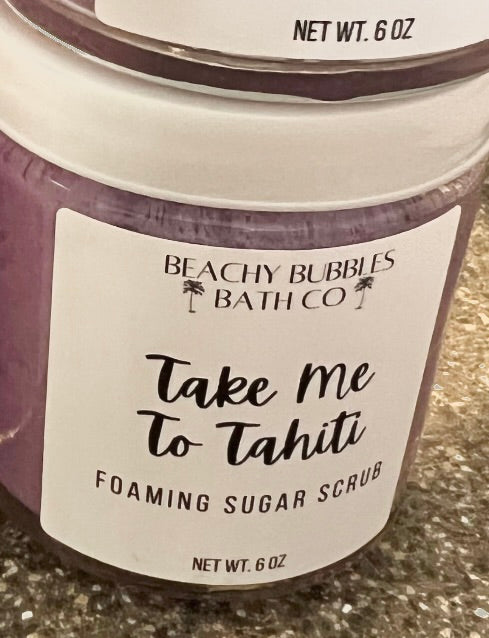 NET WT. 6 OZ
BEACHY BUBBLES
BATH CO
Take Me
To Tahiti
FOAMING SUGAR SCRUB
NET WT. 6 OZ